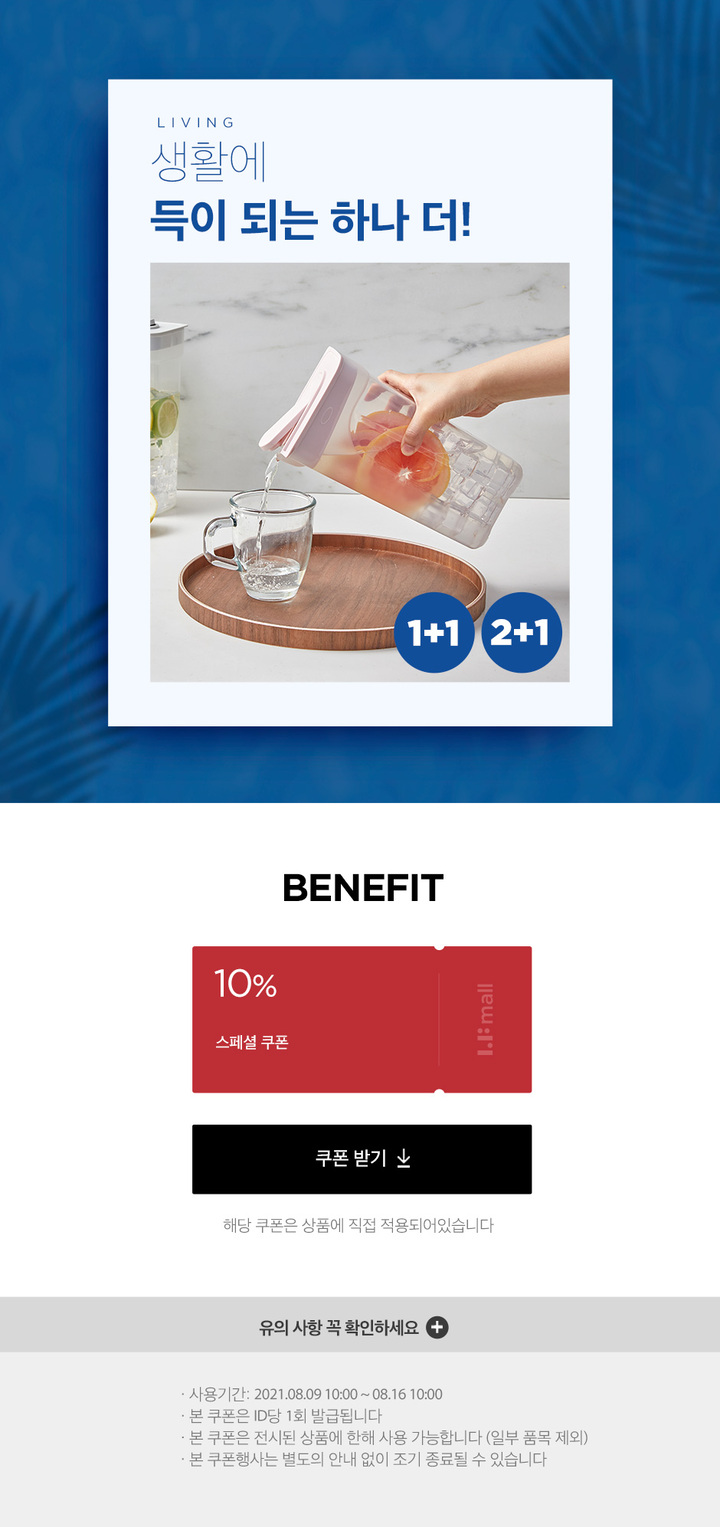 LIVING
생활에
득이 되는 하나 더!
1+1 2+1
BENEFIT
10%
스페셜 쿠폰
LF mall
쿠폰 받기
해당 쿠폰은 상품에 직접 적용되어있습니다
유의 사항 꼭 확인하세요
· 사용기간: 2021.08.09 10:00 ~ 08.16 10:00
· 본 쿠폰은 ID당 1회 발급됩니다
· 본 쿠폰은 전시된 상품에 한해 사용 가능합니다 (일부 품목 제외)
· 본 쿠폰행사는 별도의 안내 없이 조기 종료될 수 있습니다